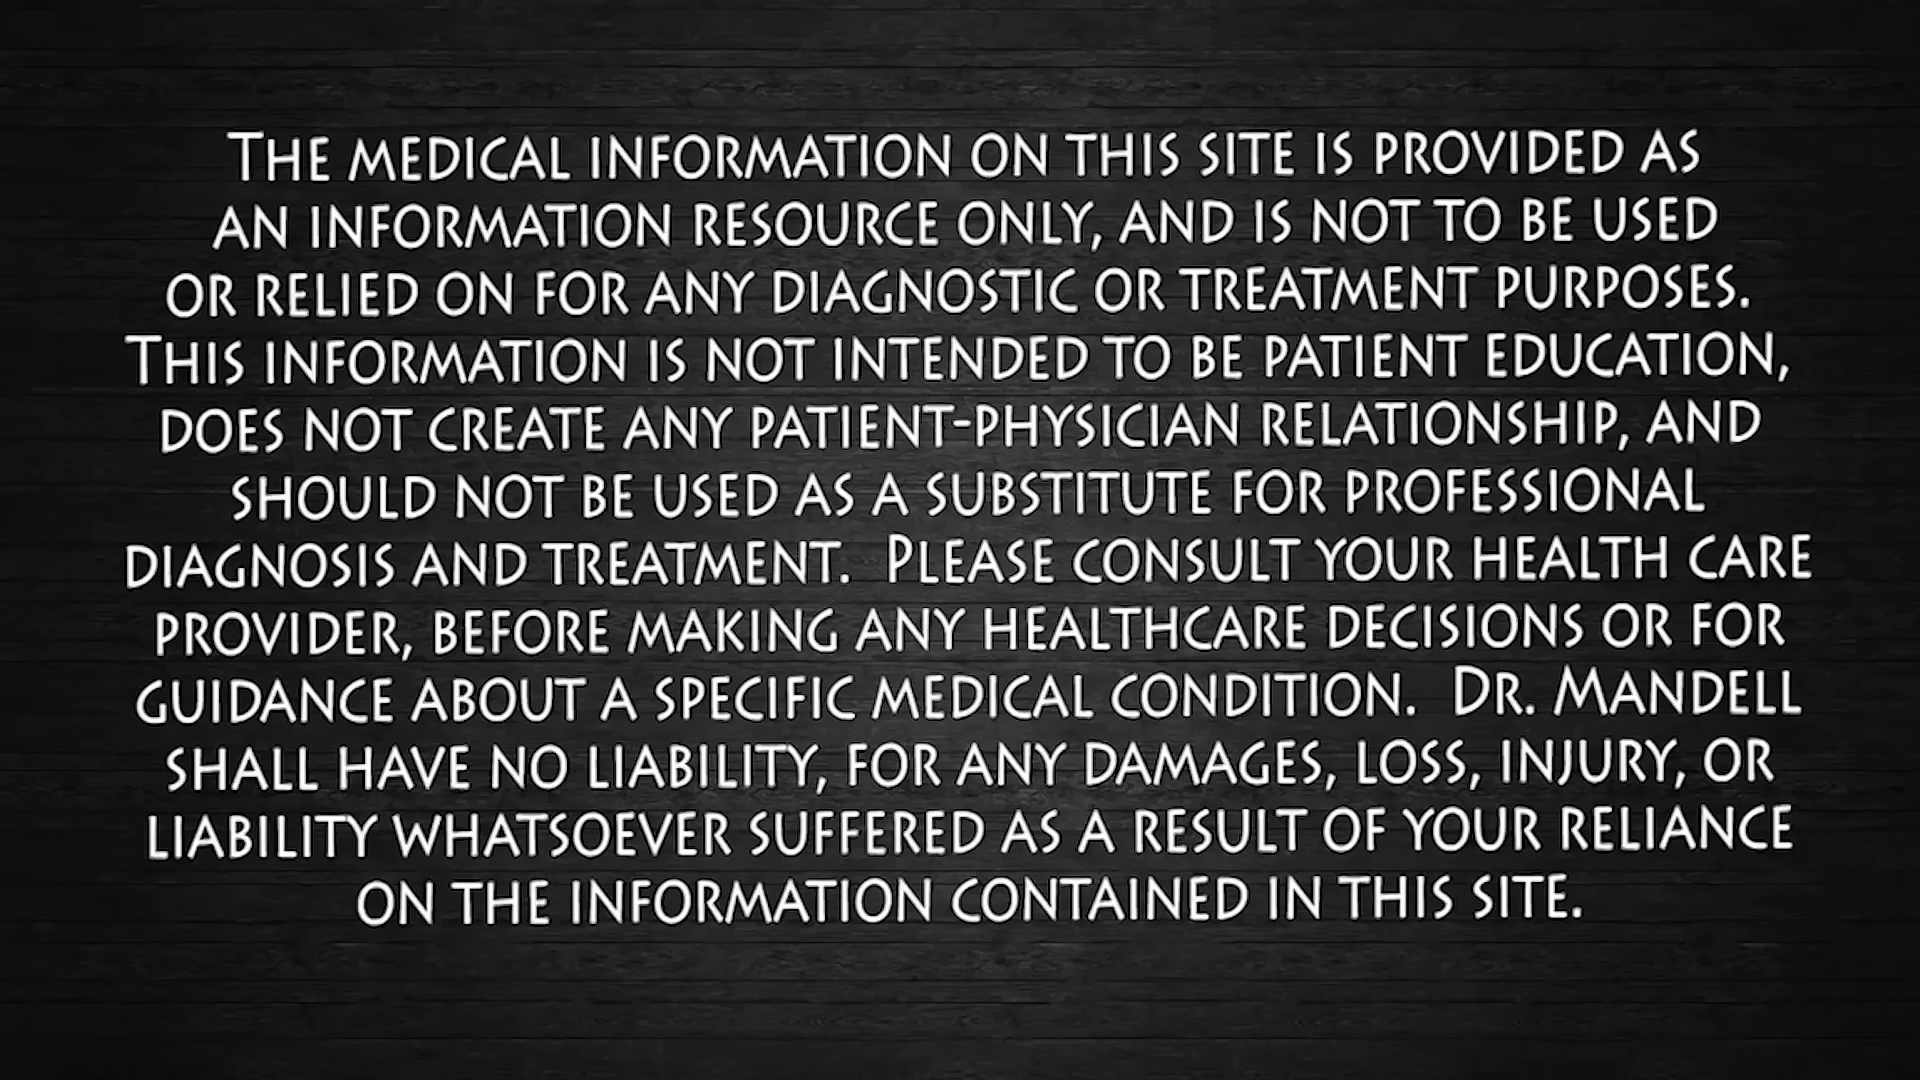 The medical information on this site is provided as
an information resource only, and is not to be used
or relied on for any diagnostic or treatment purposes.
This information is not intended to be patient education,
does not create any patient-physician relationship, and
should not be used as a substitute for professional
diagnosis and treatment.  Please consult your health care
provider, before making any healthcare decisions or for
guidance about a specific medical condition.  Dr. Mandell
shall have no liability, for any damages, loss, injury, or
liability whatsoever suffered as a result of your reliance
on the information contained in this site.